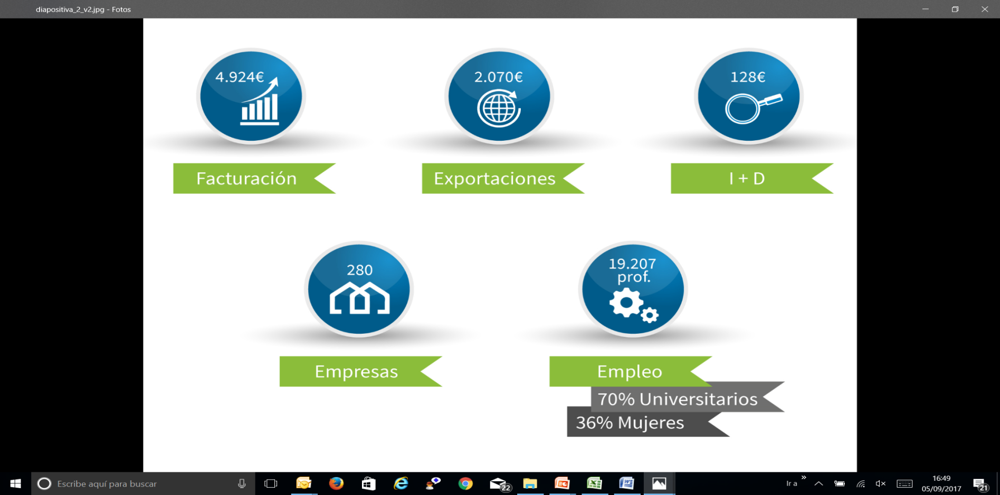 diapositiva_2_v2.jpg - Fotos
4.924€
2.070€
128€
Facturación
Exportaciones
I + D
280
19.207
prof.
Empresas
Empleo
70% Universitarios
36% Mujeres
Escribe aquí para buscar
22
Ir a
»
16:49
05/09/2017
21